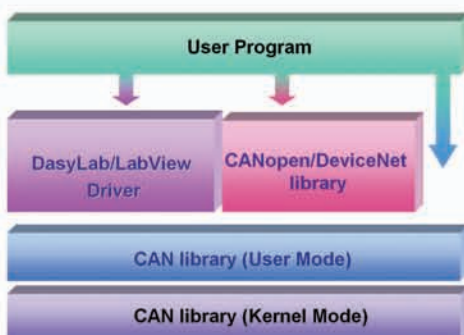 User Program
DasyLab/LabView
Driver
CANopen/DeviceNet
library
CAN library (User Mode)
CAN library (Kernel Mode)